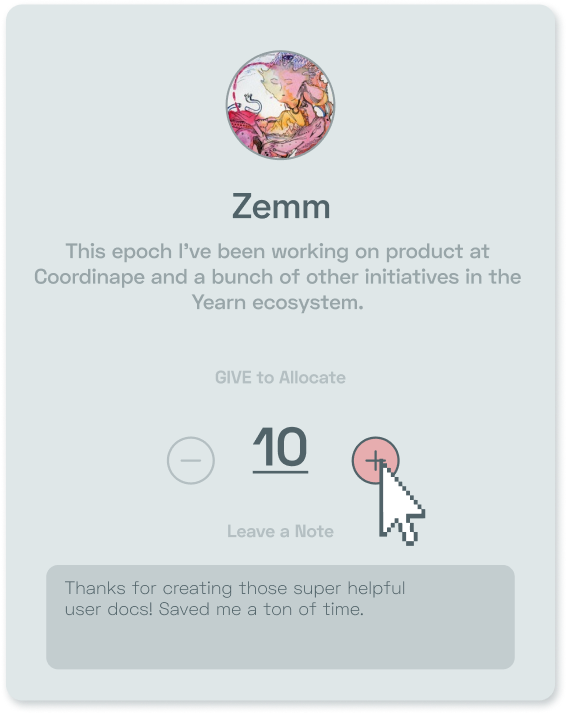 Zemm
This epoch I've been working on product at
Coordinape and a bunch of other initiatives in the
Yearn ecosystem.
GIVE to Allocate
10
Leave a Note
Thanks for creating those super helpful
user docs! Saved me a ton of time.